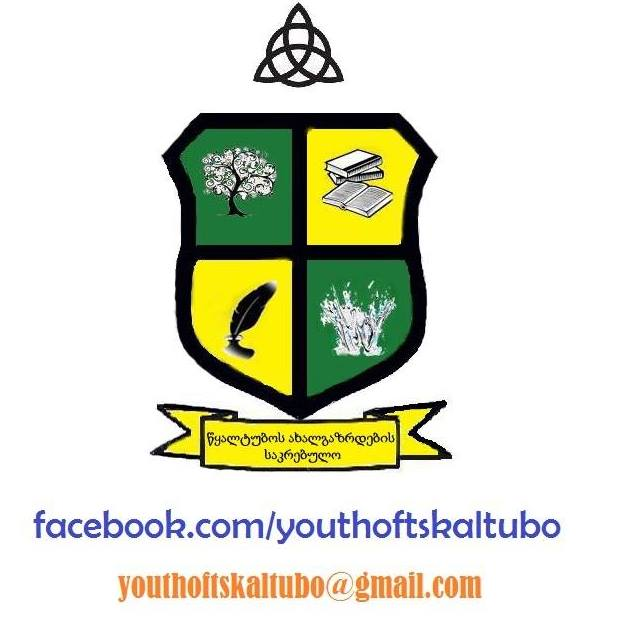 წყალტუბოს ახალგაზრდების
საკრებულო
facebook.com/youthoftskaltubo
youthoftskaltubo@gmail.com